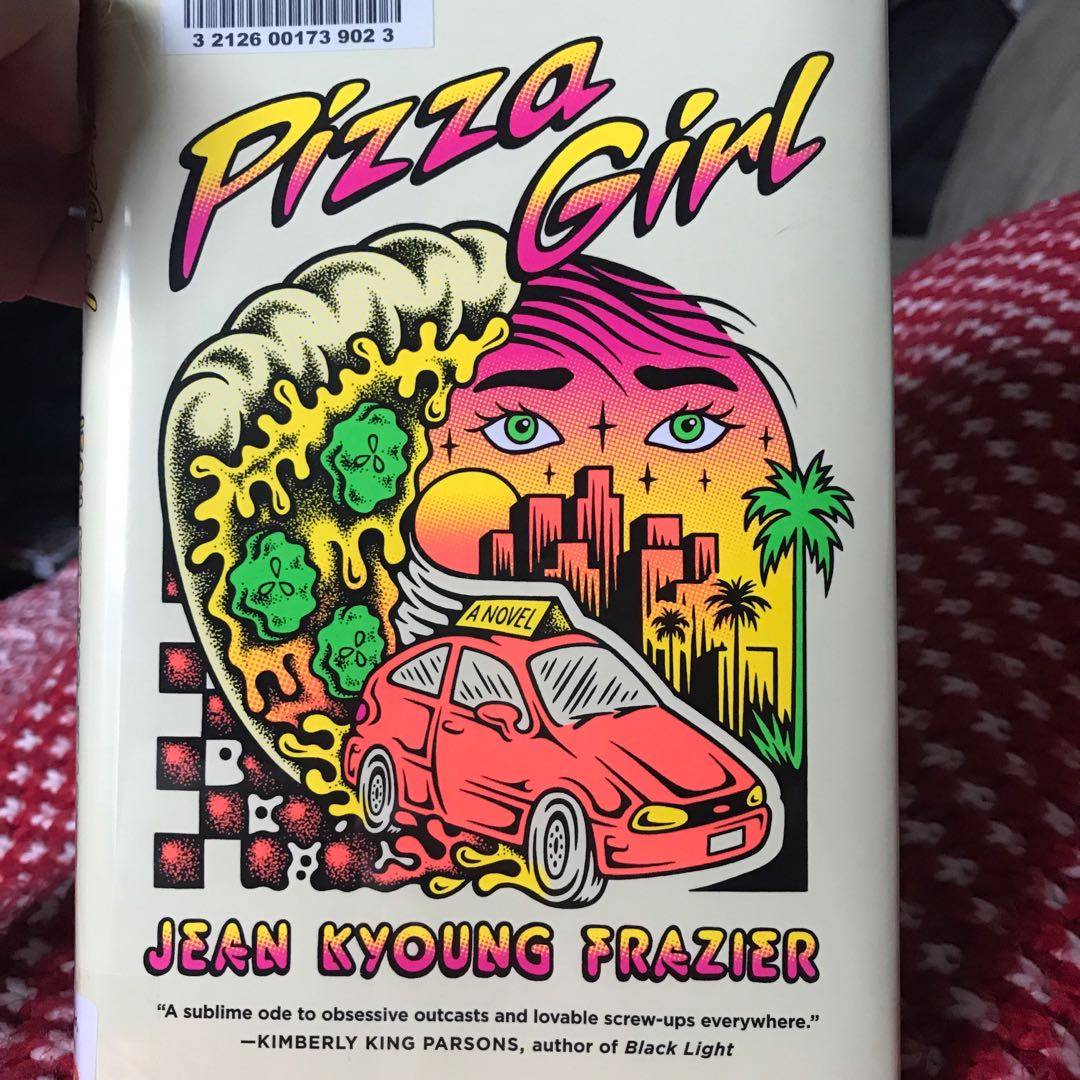 3 2126 00173 902 3
Pizza
Girl
A NOVEL
JEAN KYOUNG FRAZIER
“A sublime ode to obsessive outcasts and lovable screw-ups everywhere.”
—KIMBERLY KING PARSONS, author of Black Light